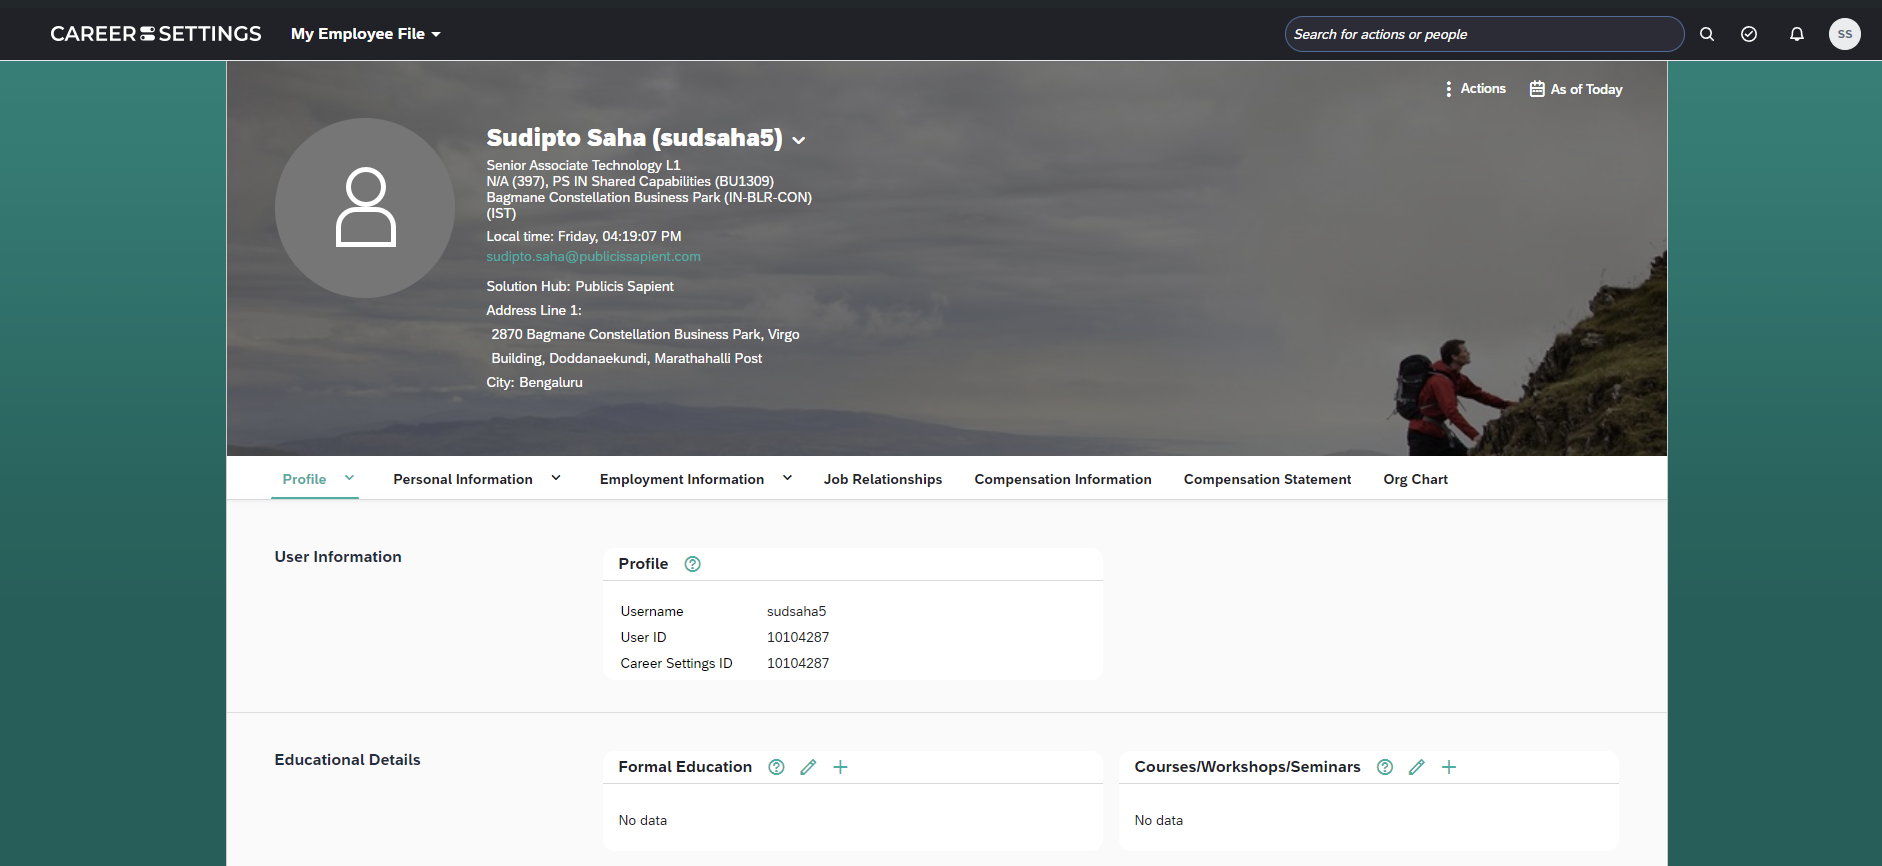 CAREER SETTINGS
My Employee File
Search for actions or people
SS
Actions
As of Today
Sudipto Saha (sudsaha5)
Senior Associate Technology L1
N/A (397), PS IN Shared Capabilities (BU1309)
Bagmane Constellation Business Park (IN-BLR-CON)
(IST)
Local time: Friday, 04:19:07 PM
sudipto.saha@publicissapient.com
Solution Hub: Publicis Sapient
Address Line 1:
2870 Bagmane Constellation Business Park, Virgo
Building, Doddanaekundi, Marathahalli Post
City: Bengaluru
Profile
Personal Information
Employment Information
Job Relationships
Compensation Information
Compensation Statement
Org Chart
User Information
Profile
Username sudsaha5
User ID 10104287
Career Settings ID 10104287
Educational Details
Formal Education
No data
Courses/Workshops/Seminars
No data